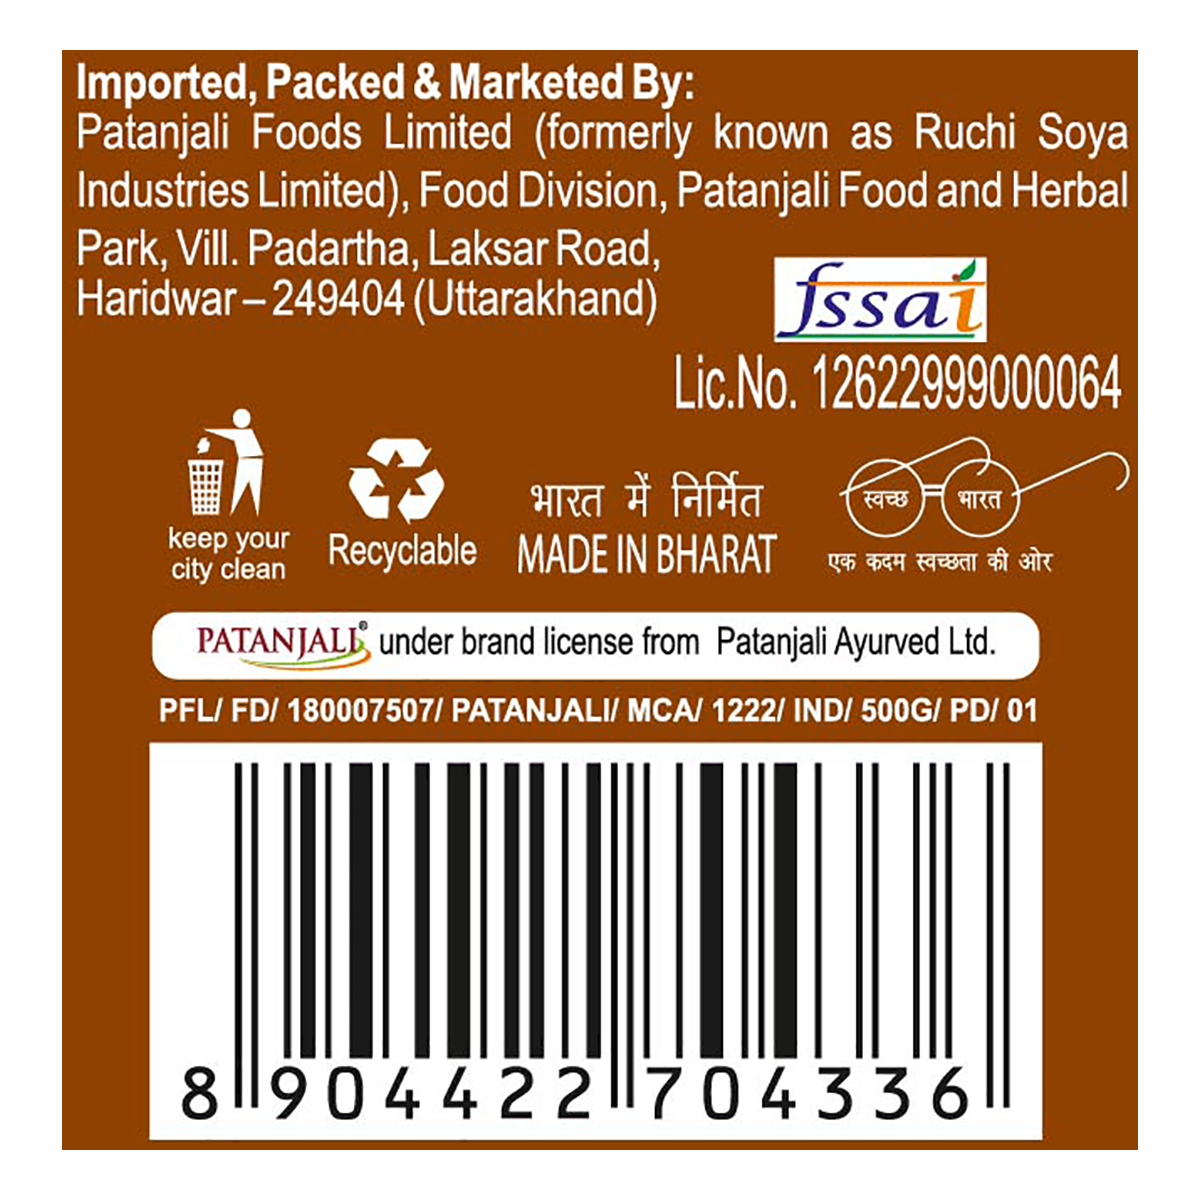 Imported, Packed & Marketed By:
Patanjali Foods Limited (formerly known as Ruchi Soya
Industries Limited), Food Division, Patanjali Food and Herbal
Park, Vill. Padartha, Laksar Road,
Haridwar – 249404 (Uttarakhand)
fssai
Lic.No. 12622999000064
keep your
city clean
Recyclable
भारत में निर्मित
MADE IN BHARAT
स्वच्छ भारत
एक कदम स्वच्छता की ओर
PATANJALI® under brand license from Patanjali Ayurved Ltd.
PFL/ FD/ 180007507/ PATANJALI/ MCA/ 1222/ IND/ 500G/ PD/ 01
8 904422 704336